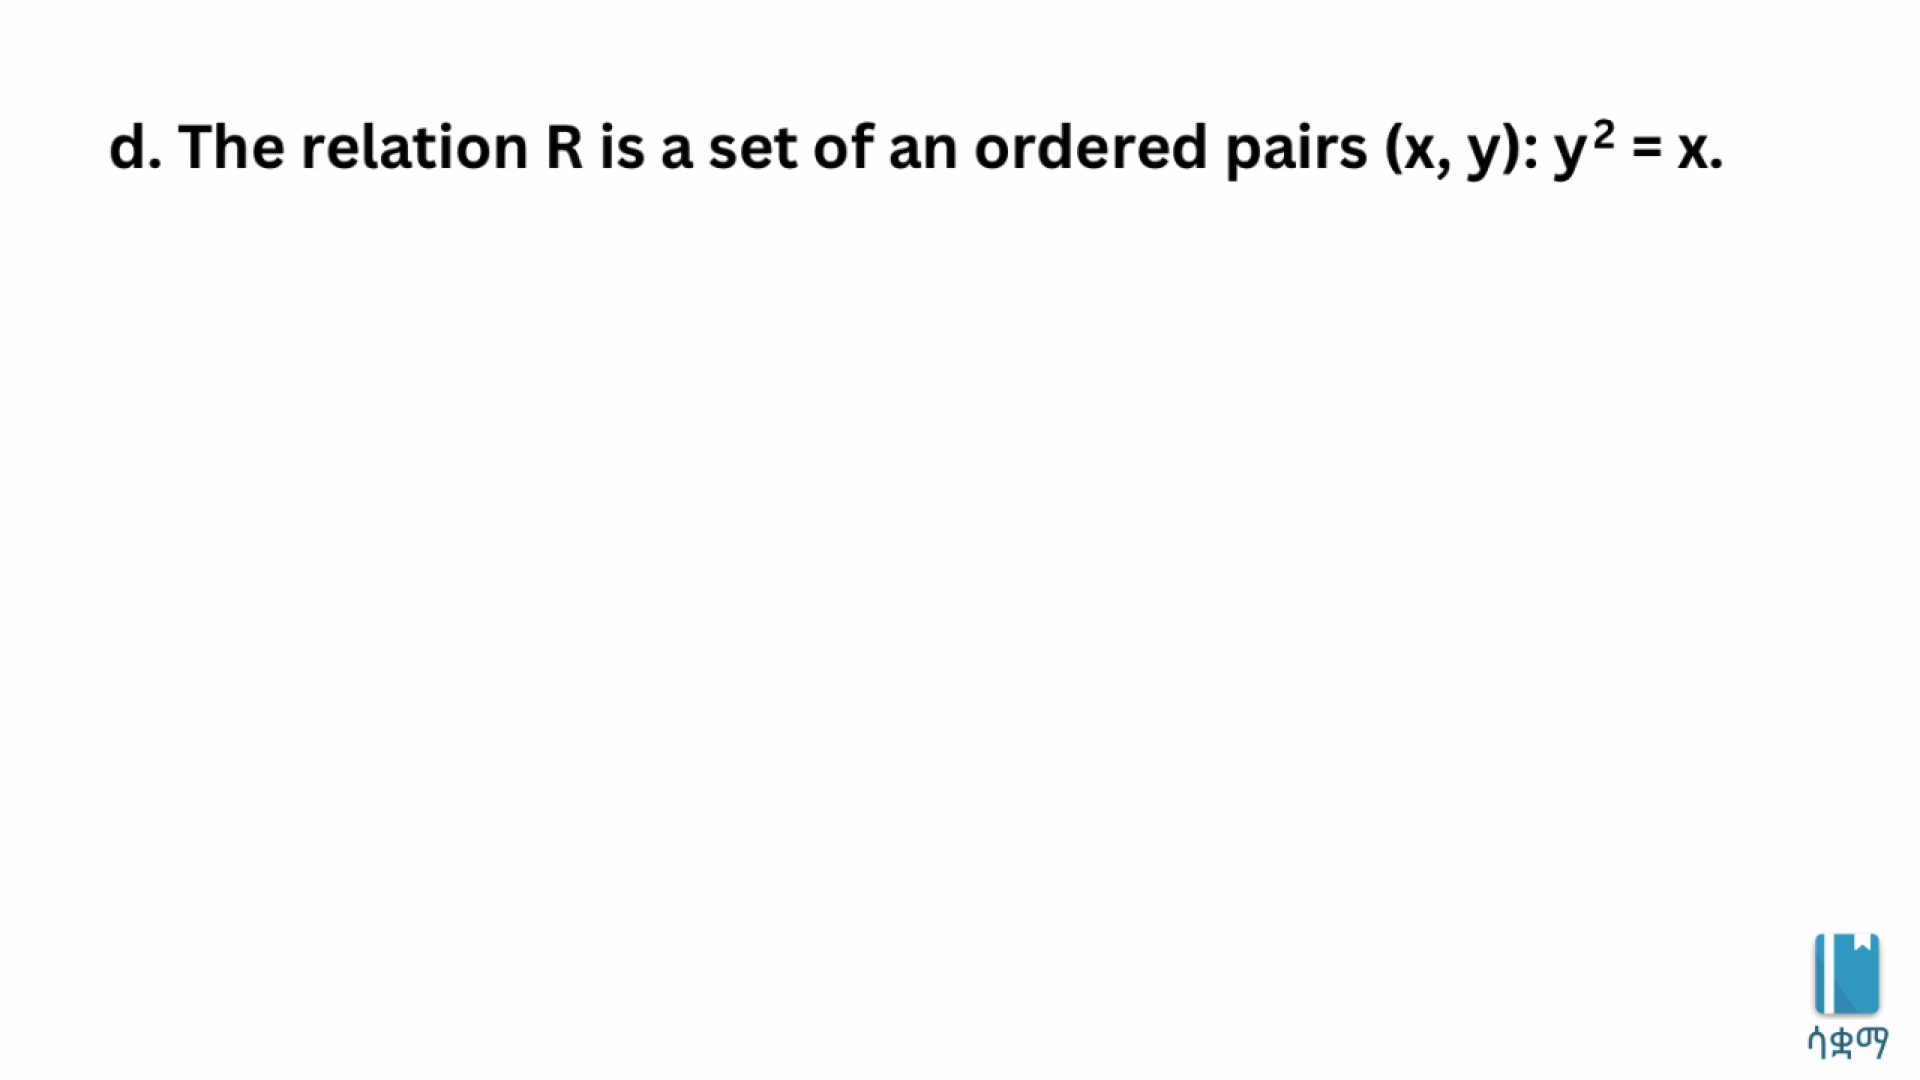 d. The relation R is a set of an ordered pairs (x, y): y² = x.
ሳቋማ